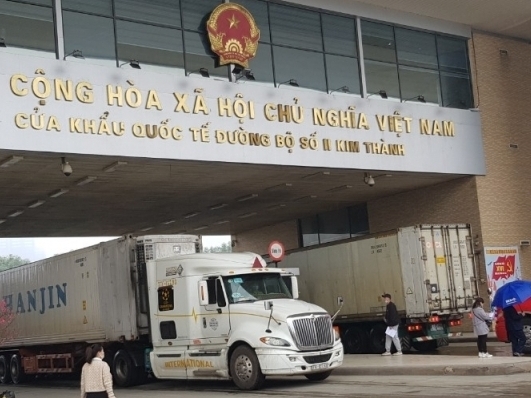 CỘNG HÒA XÃ HỘI CHỦ NGHĨA VIỆT NAM
CỬA KHẨU QUỐC TẾ ĐƯỜNG BỘ SỐ II KIM THÀNH
HANJIN
INTERNATIONAL